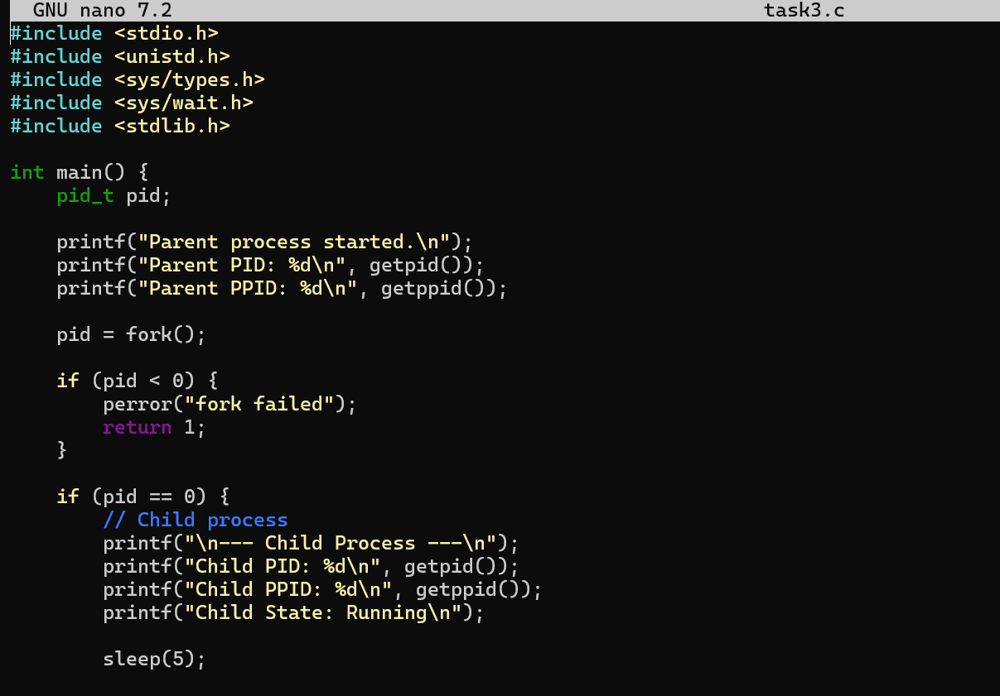 GNU nano 7.2 task3.c
#include <stdio.h>
#include <unistd.h>
#include <sys/types.h>
#include <sys/wait.h>
#include <stdlib.h>
int main() {
    pid_t pid;
    printf("Parent process started.\n");
    printf("Parent PID: %d\n", getpid());
    printf("Parent PPID: %d\n", getppid());
    pid = fork();
    if (pid < 0) {
        perror("fork failed");
        return 1;
    }
    if (pid == 0) {
        // Child process
        printf("\n--- Child Process ---\n");
        printf("Child PID: %d\n", getpid());
        printf("Child PPID: %d\n", getppid());
        printf("Child State: Running\n");
        sleep(5);